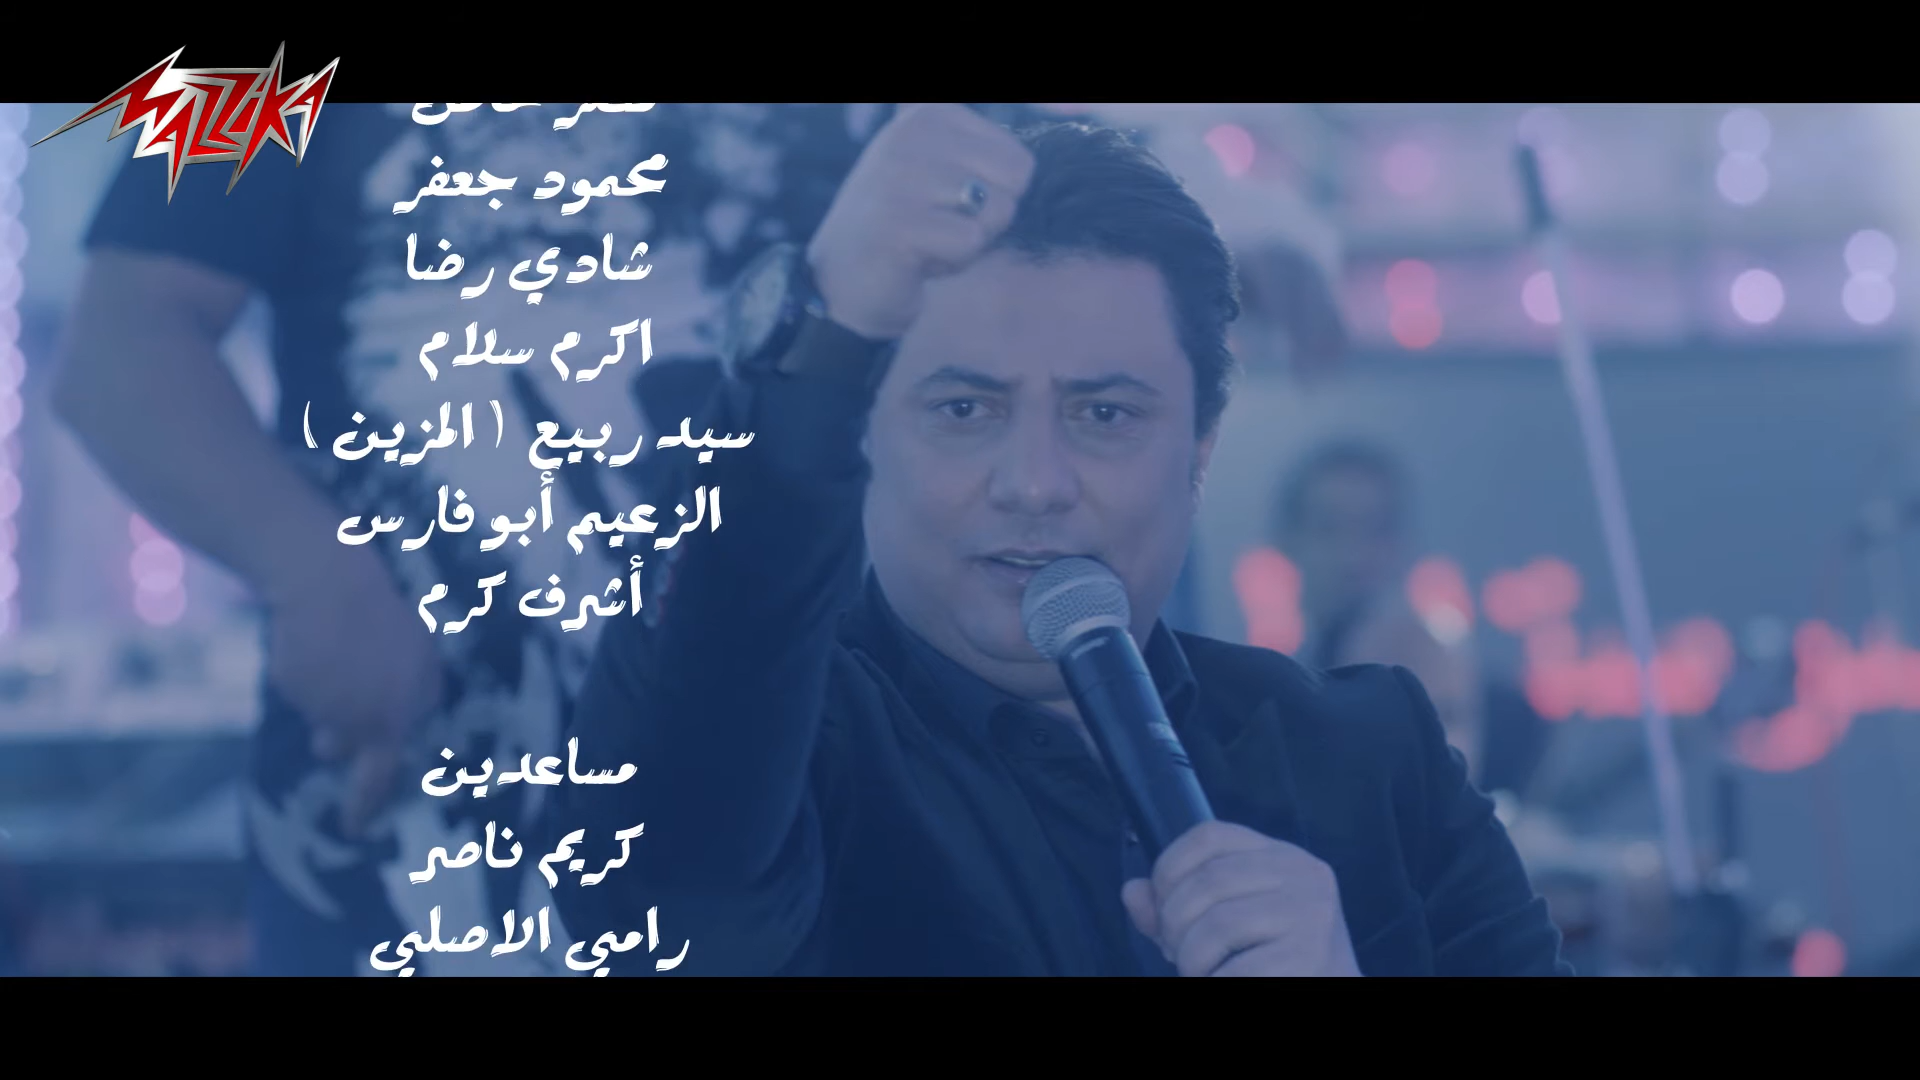 MAZZIKA
محمود جعفر
شادي رضا
اكرم سلام
سيد ربيع ( المزين )
الزعيم أبو فارس
أشرف كرم
مساعدين
كريم ناصر
رامي الاصلي